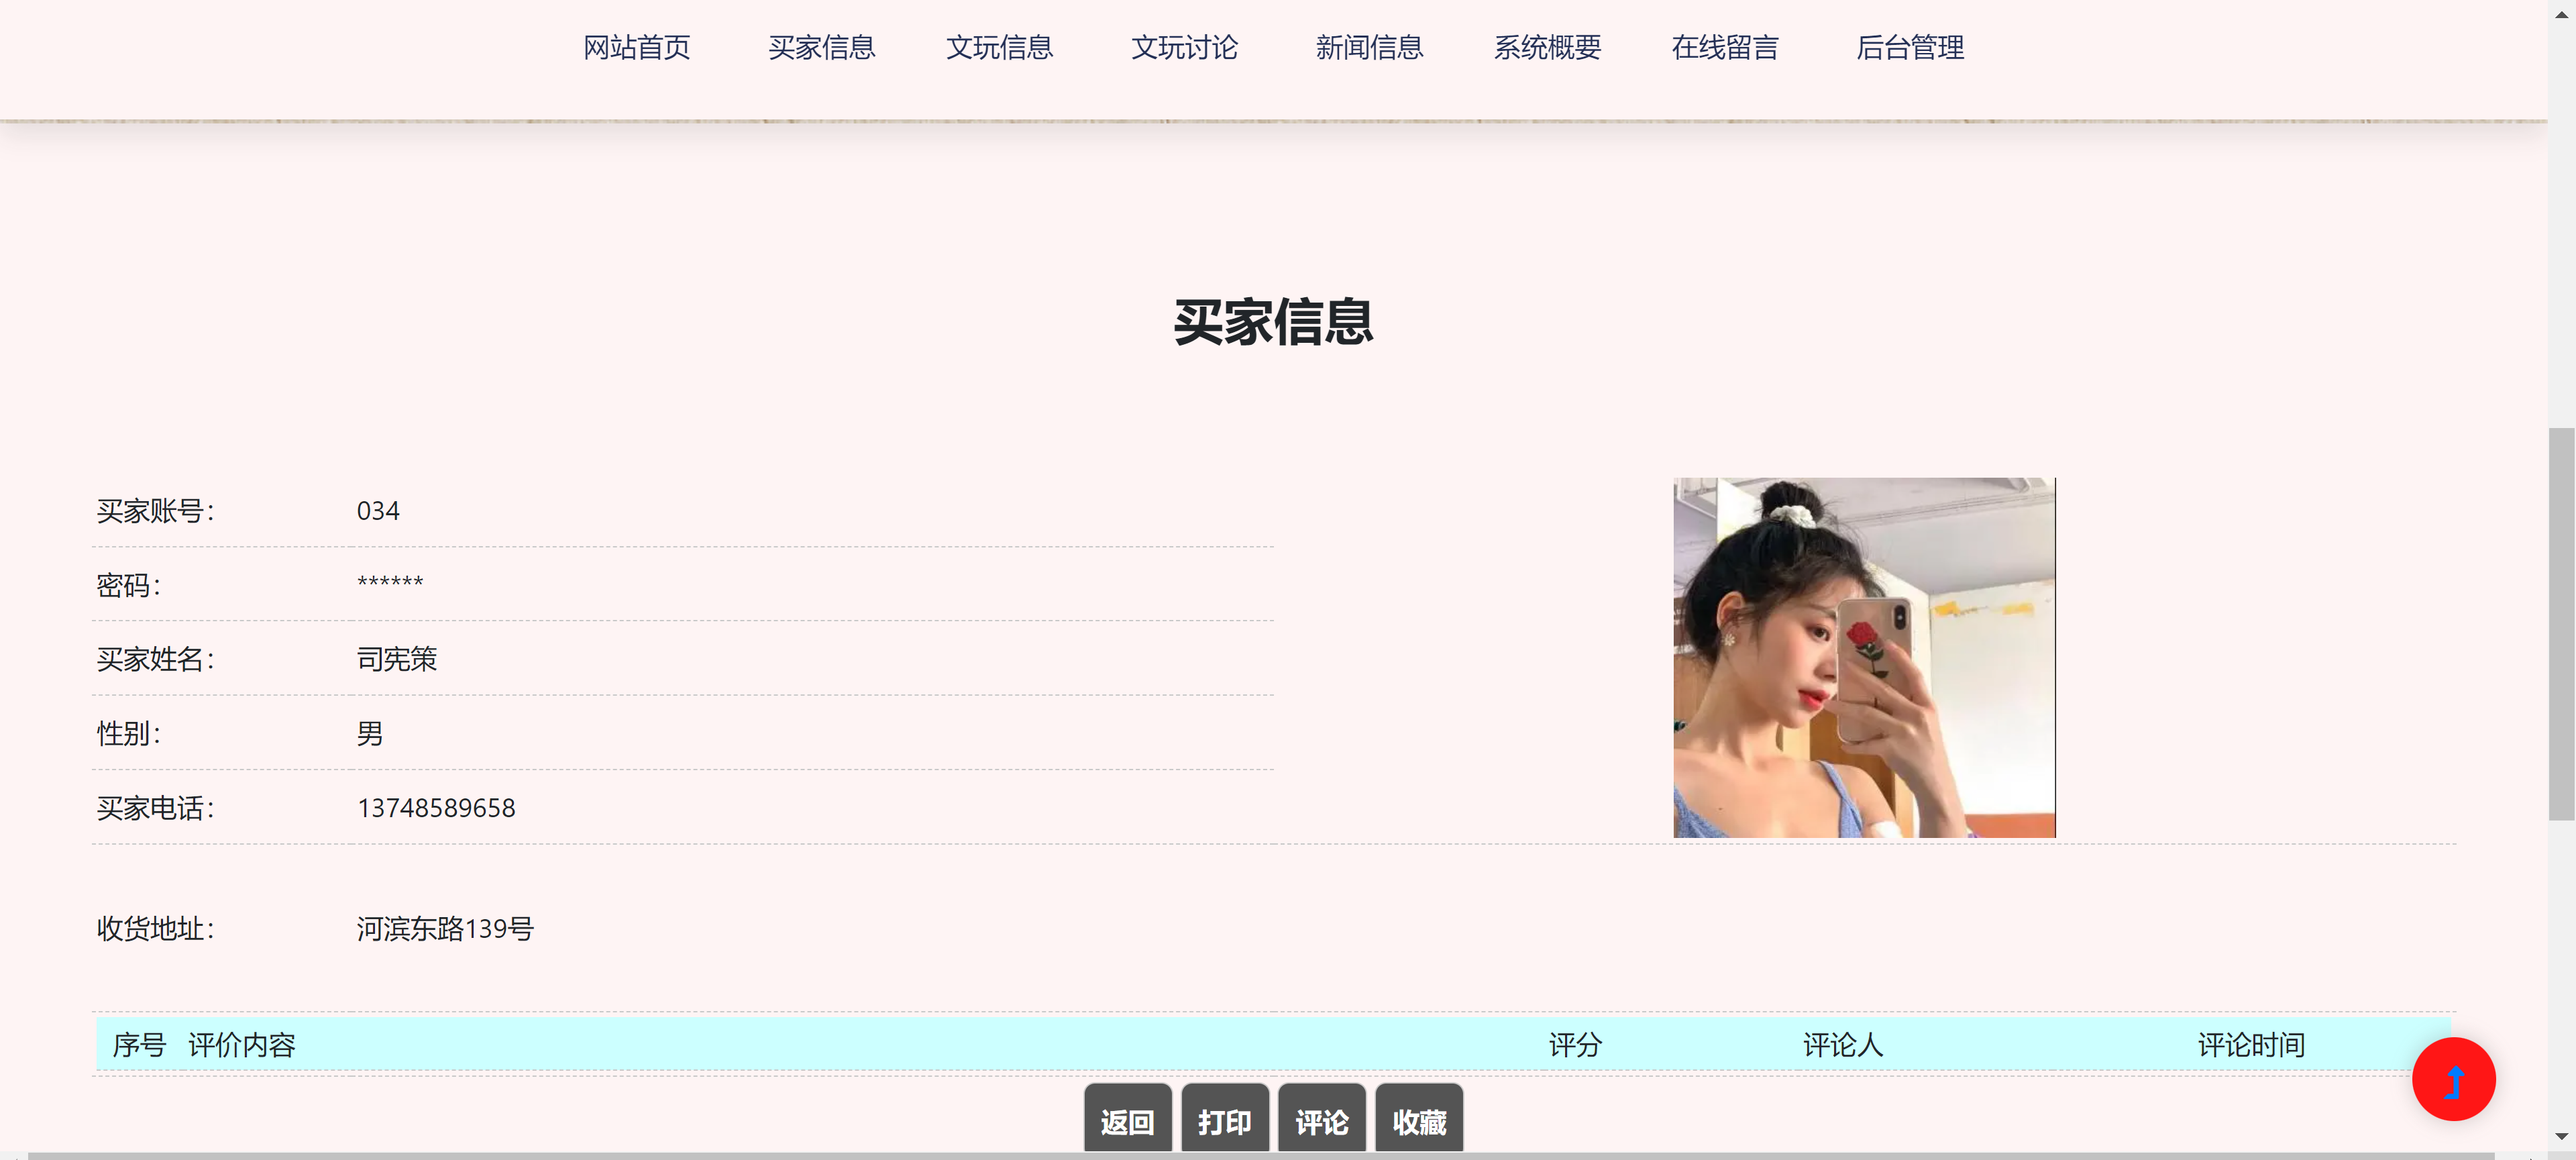 网站首页 买家信息 文玩信息 文玩讨论 新闻信息 系统概要 在线留言 后台管理
买家信息
买家账号： 034
密码： ******
买家姓名： 司宪策
性别： 男
买家电话： 13748589658
收货地址： 河滨东路139号
序号 评价内容 评分 评论人 评论时间
返回 打印 评论 收藏